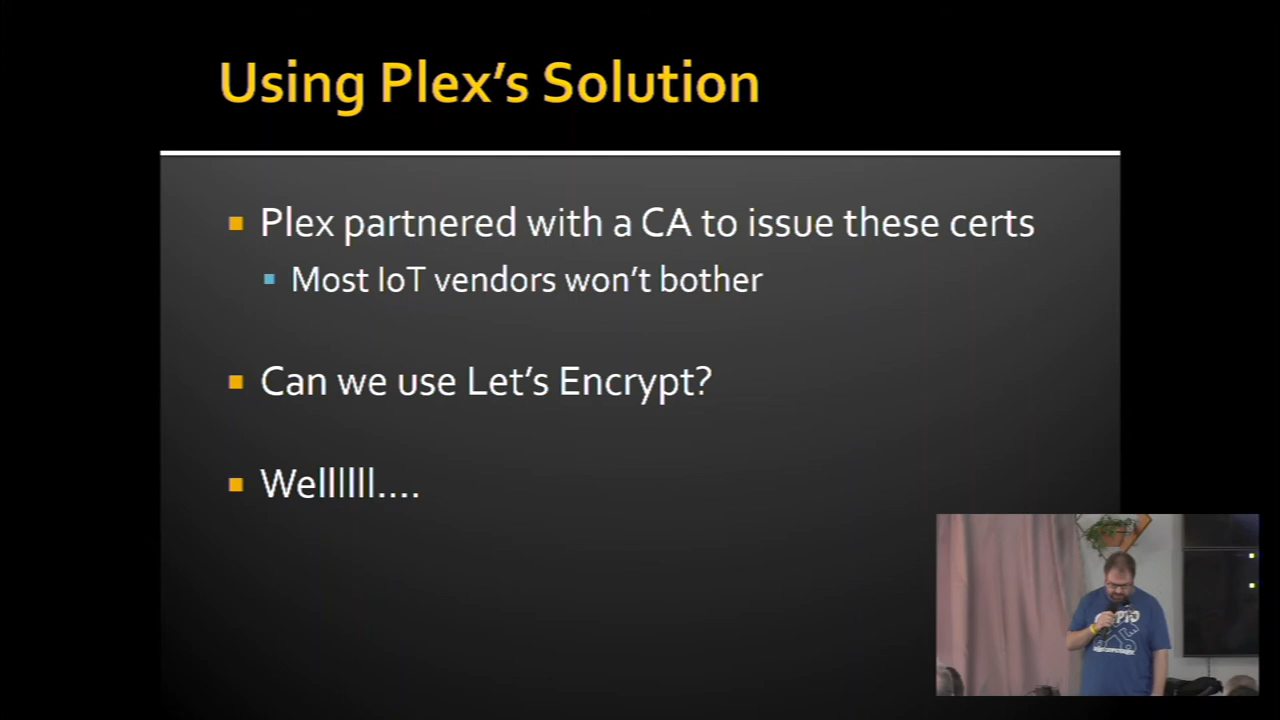 Using Plex’s Solution
Plex partnered with a CA to issue these certs
Most IoT vendors won’t bother
Can we use Let’s Encrypt?
Wellllll....